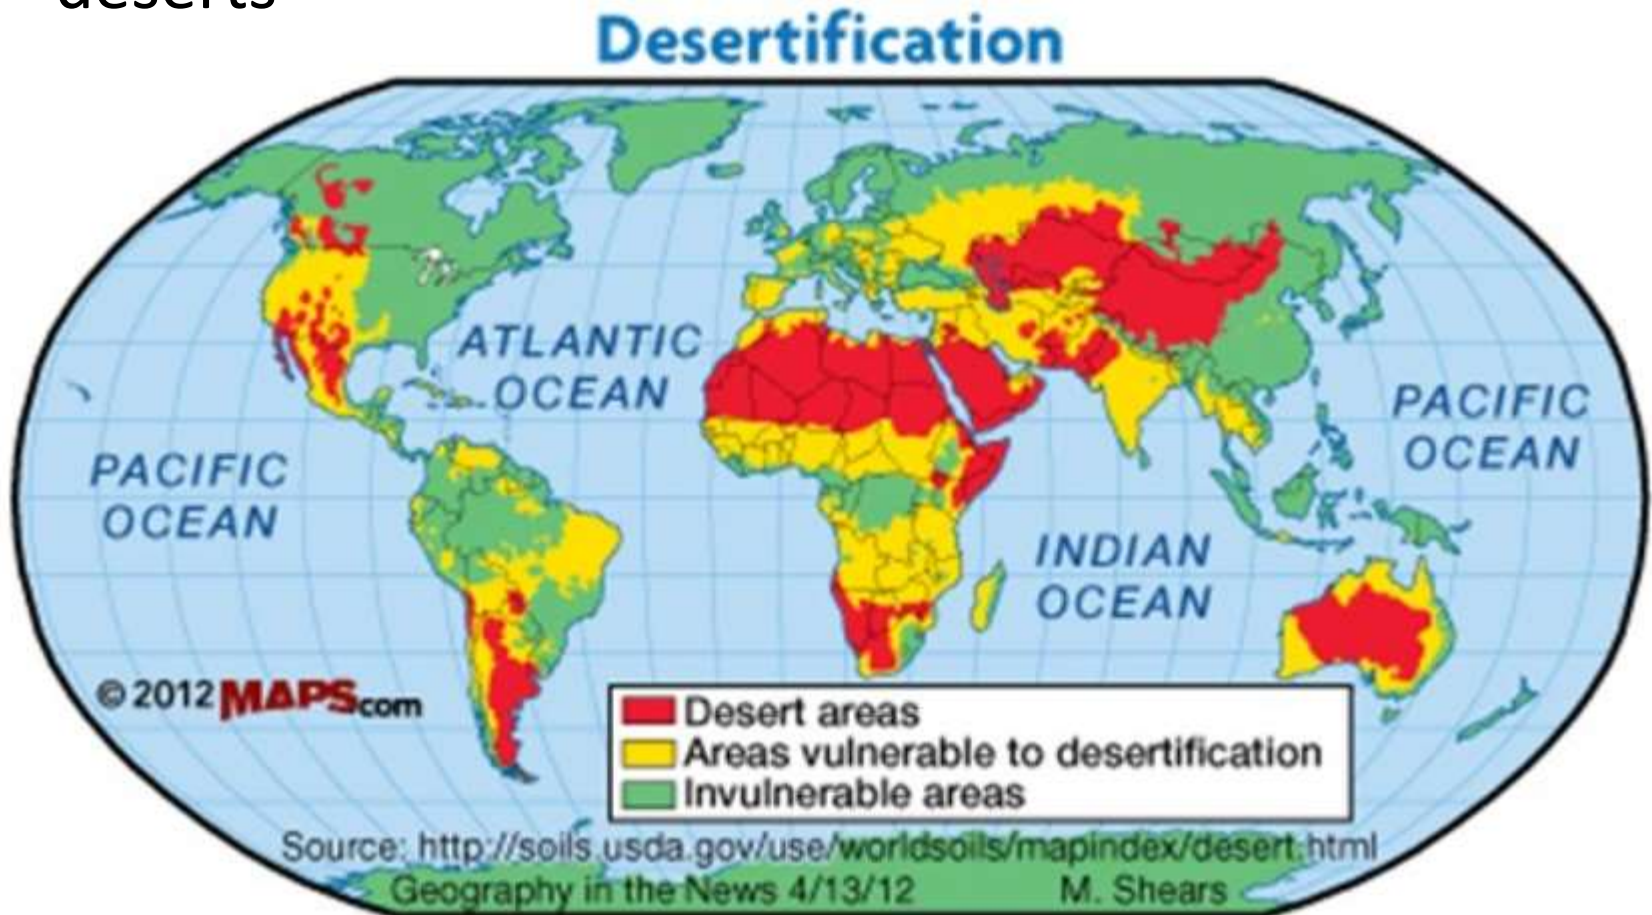 deserts
Desertification
ATLANTIC
OCEAN
PACIFIC
OCEAN
PACIFIC
OCEAN
INDIAN
OCEAN
© 2012 MAPS.com
Desert areas
Areas vulnerable to desertification
Invulnerable areas
Source: http://soils.usda.gov/use/worldsoils/mapindex/desert.html
Geography in the News 4/13/12 M. Shears